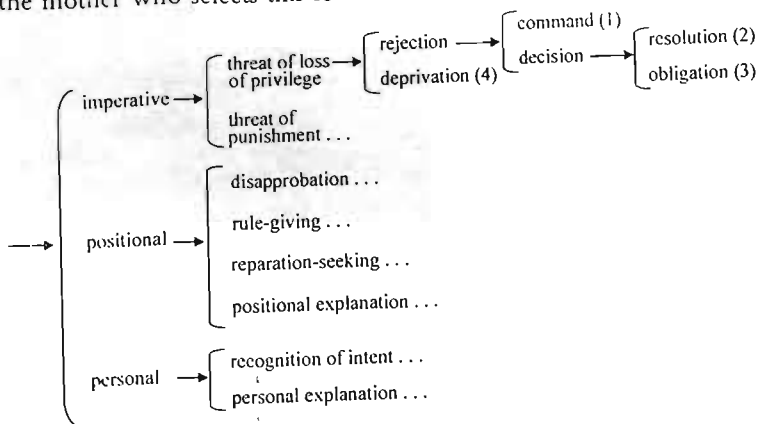 the mother who selects this
command (1)
rejection
threat of loss
of privilege
resolution (2)
decision
deprivation (4)
obligation (3)
imperative
threat of
punishment . . .
disapprobation . . .
rule-giving . . .
positional
reparation-seeking . . .
positional explanation . . .
recognition of intent . . .
personal
personal explanation . . .